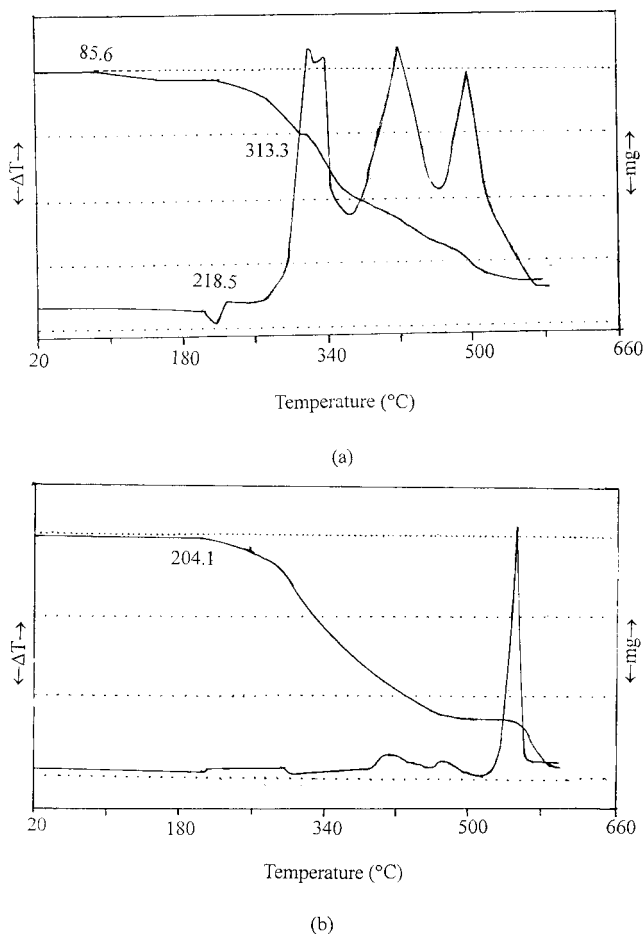 85.6
←ΔT→
313.3
←mg→
218.5
20 180 340 500 660
Temperature (°C)
(a)
204.1
←ΔT→
←mg→
20 180 340 500 660
Temperature (°C)
(b)